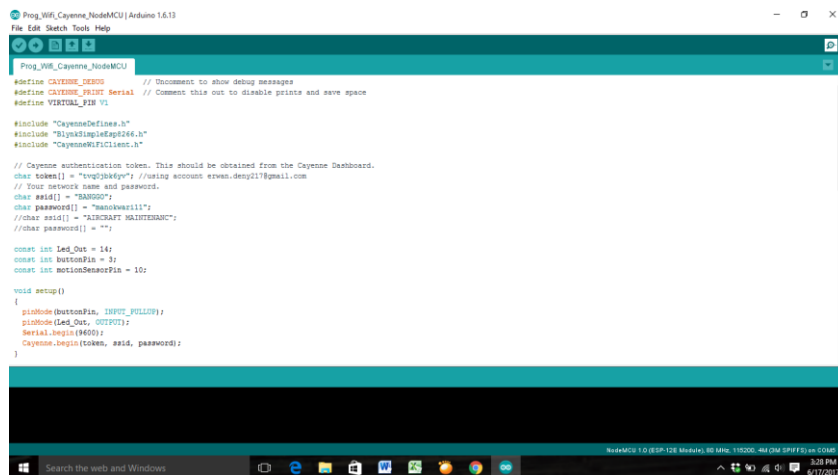 Prog_Wifi_Cayenne_NodeMCU | Arduino 1.6.13
File Edit Sketch Tools Help
Prog_Wifi_Cayenne_NodeMCU
#define CAYENNE_DEBUG // Uncomment to show debug messages
#define CAYENNE_PRINT Serial // Comment this out to disable prints and save space
#define VIRTUAL_PIN V1
#include "CayenneDefines.h"
#include "BlynkSimpleEsp8266.h"
#include "CayenneWiFiClient.h"
// Cayenne authentication token. This should be obtained from the Cayenne Dashboard.
char token[] = "tvq0jbk6yv"; //using account erwan.deny217@gmail.com
// Your network name and password.
char ssid[] = "BANGGO";
char password[] = "manokwari11";
//char ssid[] = "AIRCRAFT MAINTENANC";
//char password[] = "";
const int Led_Out = 14;
const int buttonPin = 3;
const int motionSensorPin = 10;
void setup()
{
pinMode(buttonPin, INPUT_PULLUP);
pinMode(Led_Out, OUTPUT);
Serial.begin(9600);
Cayenne.begin(token, ssid, password);
}
NodeMCU 1.0 (ESP-12E Module), 80 MHz, 115200, 4M (3M SPIFFS) on
Search the web and Windows
3:28 PM